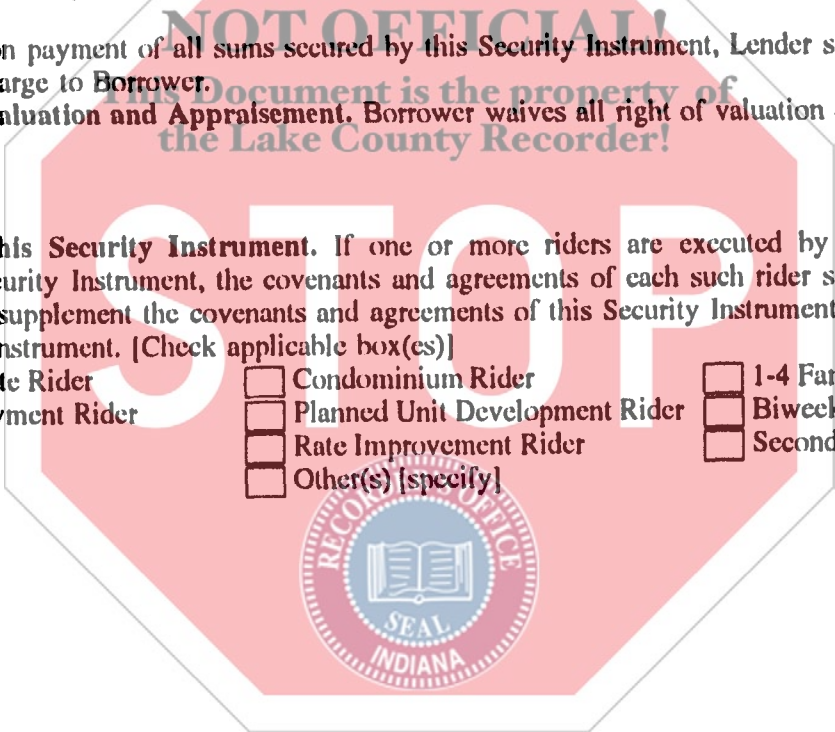 NOT OFFICIAL!
n payment of all sums secured by this Security Instrument, Lender s
arge to Borrower.
This Document is the property of
aluation and Appraisement. Borrower waives all right of valuation
the Lake County Recorder!
STOP
his Security Instrument. If one or more riders are executed by
curity Instrument, the covenants and agreements of each such rider s
supplement the covenants and agreements of this Security Instrument
nstrument. [Check applicable box(es)]
te Rider Condominium Rider 1-4 Fam
yment Rider Planned Unit Development Rider Biweek
Rate Improvement Rider Second
Other(s) [specify]
RECORDER'S OFFICE
SEAL
INDIANA